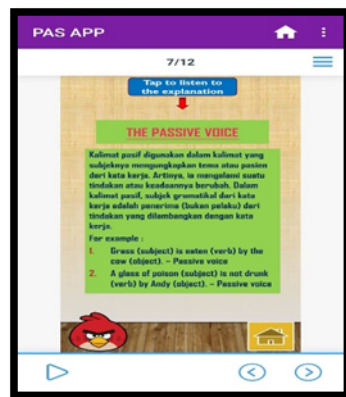 PAS APP
7/12
Tap to listen to
the explanation
THE PASSIVE VOICE
Kalimat pasif digunakan dalam kalimat yang
subjeknya mengungkapkan tema atau pasien
dari kata kerja. Artinya, ia mengalami suatu
tindakan atau keadaannya berubah. Dalam
kalimat pasif, subjek gramatikal dari kata
kerja adalah penerima (bukan pelaku) dari
tindakan yang dilambangkan dengan kata
kerja.
For example :
1. Grass (subject) is eaten (verb) by the
cow (object). – Passive voice
2. A glass of poison (subject) is not drunk
(verb) by Andy (object). – Passive voice